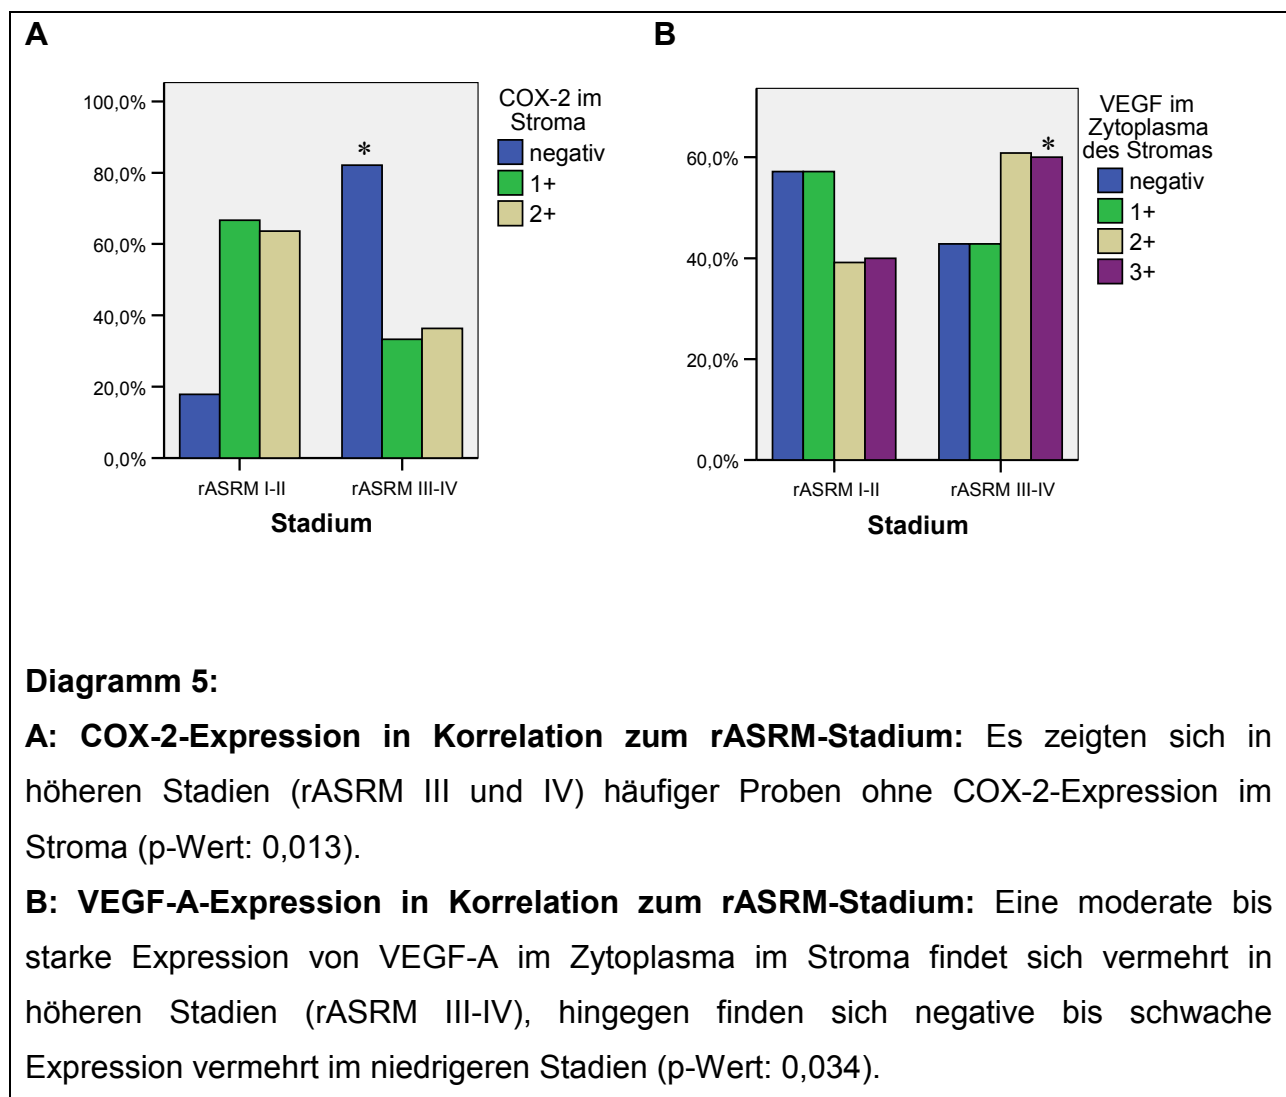 A
100,0%
80,0%
60,0%
40,0%
20,0%
0,0%
*
rASRM I-II
rASRM III-IV
Stadium
COX-2 im
Stroma
negativ
1+
2+
B
60,0%
40,0%
20,0%
0,0%
*
rASRM I-II
rASRM III-IV
Stadium
VEGF im
Zytoplasma
des Stromas
negativ
1+
2+
3+
Diagramm 5:
A: COX-2-Expression in Korrelation zum rASRM-Stadium: Es zeigten sich in
höheren Stadien (rASRM III und IV) häufiger Proben ohne COX-2-Expression im
Stroma (p-Wert: 0,013).
B: VEGF-A-Expression in Korrelation zum rASRM-Stadium: Eine moderate bis
starke Expression von VEGF-A im Zytoplasma im Stroma findet sich vermehrt in
höheren Stadien (rASRM III-IV), hingegen finden sich negative bis schwache
Expression vermehrt im niedrigeren Stadien (p-Wert: 0,034).